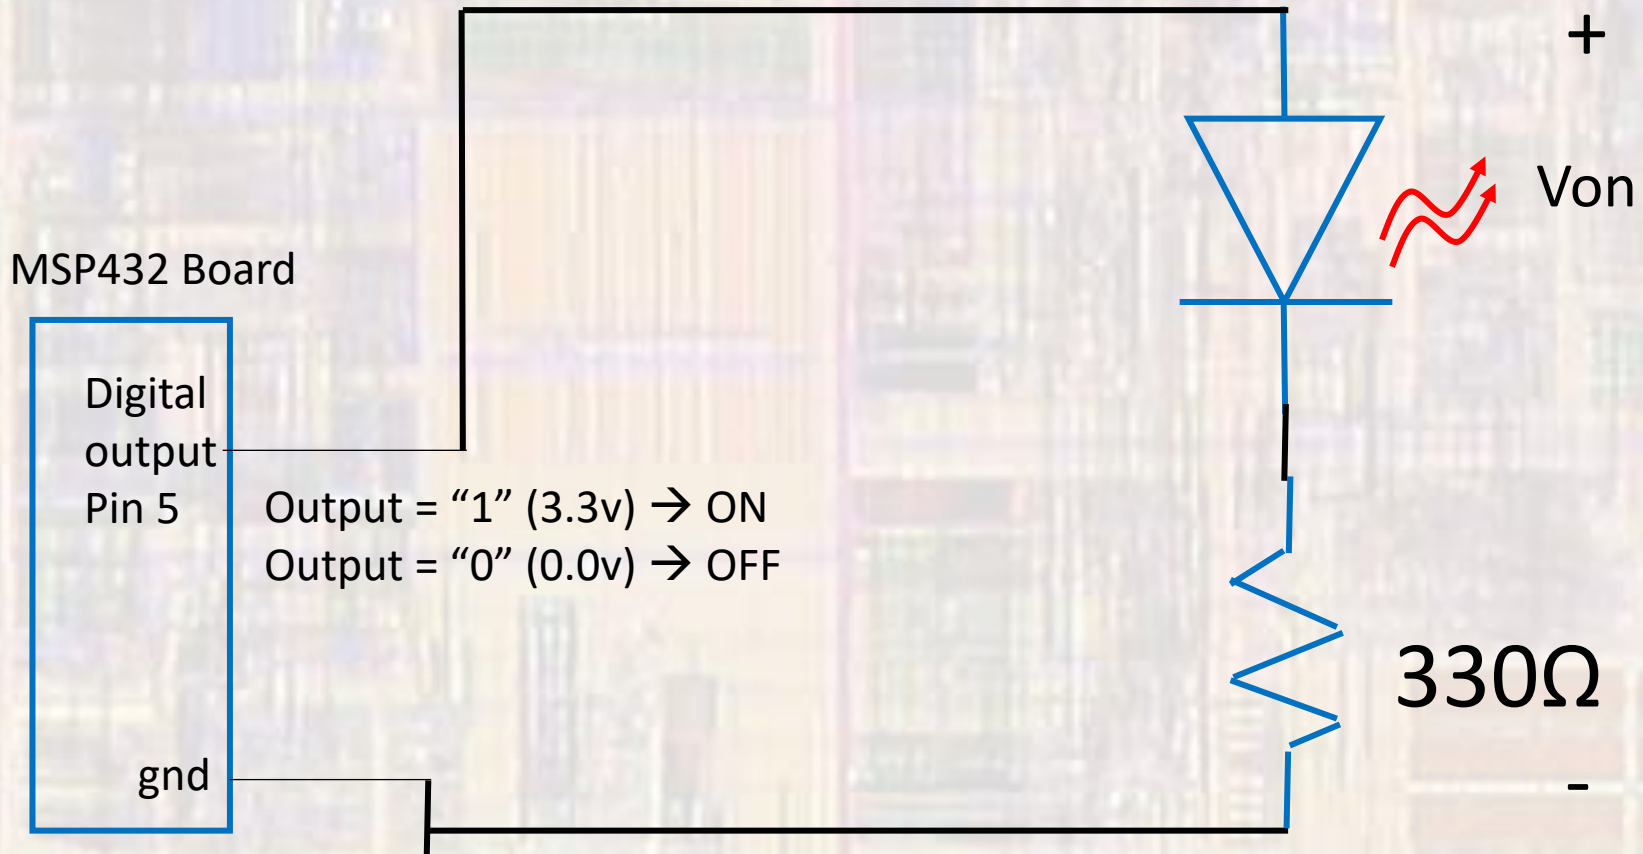 +
Von
MSP432 Board
Digital
output
Pin 5
Output = “1” (3.3v) → ON
Output = “0” (0.0v) → OFF
330Ω
gnd
-